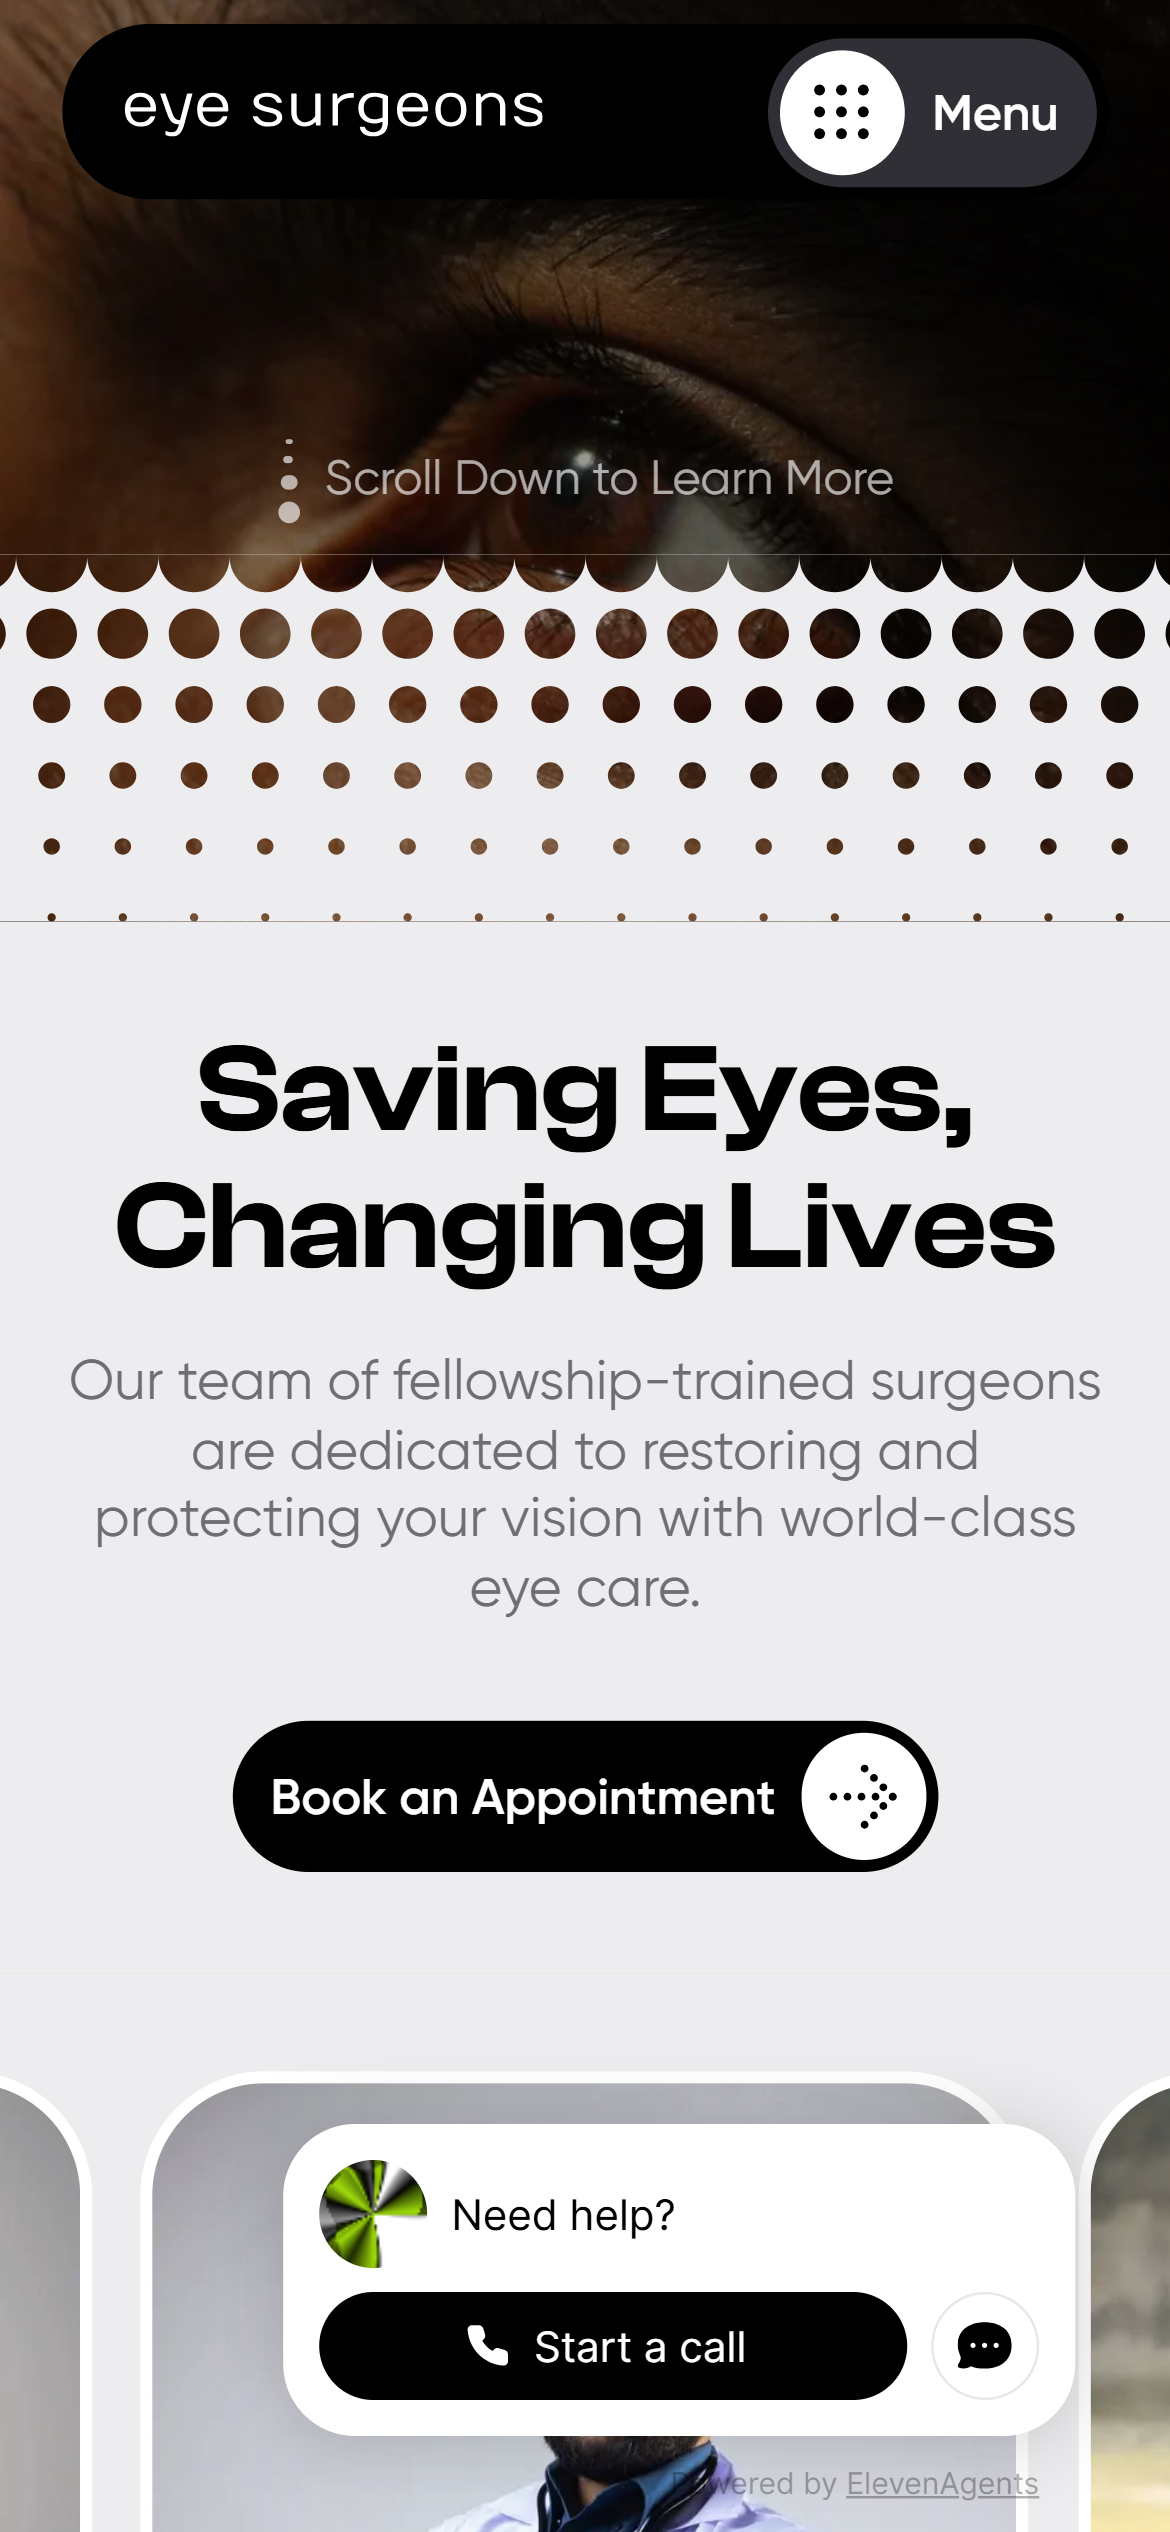 eye surgeons
Menu
Scroll Down to Learn More
Saving Eyes,
Changing Lives
Our team of fellowship-trained surgeons
are dedicated to restoring and
protecting your vision with world-class
eye care.
Book an Appointment
Need help?
Start a call
Powered by ElevenAgents